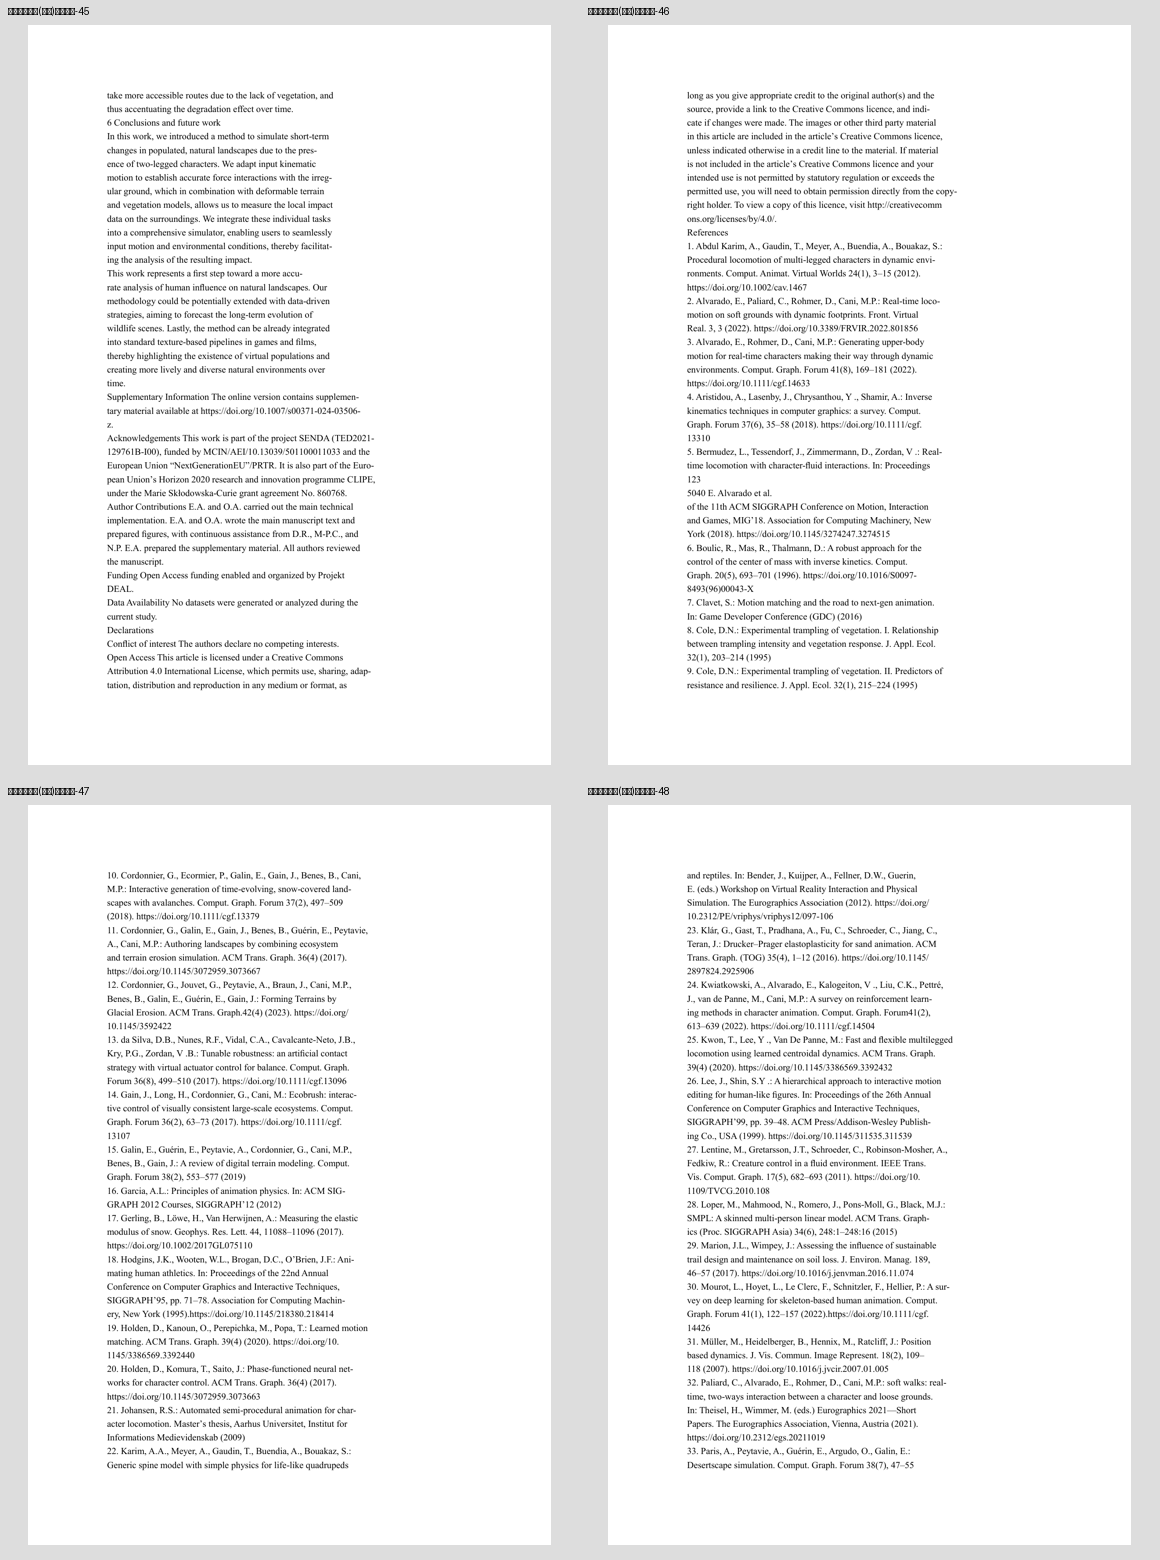 -45
take more accessible routes due to the lack of vegetation, and
thus accentuating the degradation effect over time.
6 Conclusions and future work
In this work, we introduced a method to simulate short-term
changes in populated, natural landscapes due to the pres-
ence of two-legged characters. We adapt input kinematic
motion to establish accurate force interactions with the irreg-
ular ground, which in combination with deformable terrain
and vegetation models, allows us to measure the local impact
data on the surroundings. We integrate these individual tasks
into a comprehensive simulator, enabling users to seamlessly
input motion and environmental conditions, thereby facilitat-
ing the analysis of the resulting impact.
This work represents a first step toward a more accu-
rate analysis of human influence on natural landscapes. Our
methodology could be potentially extended with data-driven
strategies, aiming to forecast the long-term evolution of
wildlife scenes. Lastly, the method can be already integrated
into standard texture-based pipelines in games and films,
thereby highlighting the existence of virtual populations and
creating more lively and diverse natural environments over
time.
Supplementary Information The online version contains supplemen-
tary material available at https://doi.org/10.1007/s00371-024-03506-
z.
Acknowledgements This work is part of the project SENDA (TED2021-
129761B-I00), funded by MCIN/AEI/10.13039/501100011033 and the
European Union “NextGenerationEU”/PRTR. It is also part of the Euro-
pean Union’s Horizon 2020 research and innovation programme CLIPE,
under the Marie Skłodowska-Curie grant agreement No. 860768.
Author Contributions E.A. and O.A. carried out the main technical
implementation. E.A. and O.A. wrote the main manuscript text and
prepared figures, with continuous assistance from D.R., M-P.C., and
N.P. E.A. prepared the supplementary material. All authors reviewed
the manuscript.
Funding Open Access funding enabled and organized by Projekt
DEAL.
Data Availability No datasets were generated or analyzed during the
current study.
Declarations
Conflict of interest The authors declare no competing interests.
Open Access This article is licensed under a Creative Commons
Attribution 4.0 International License, which permits use, sharing, adap-
tation, distribution and reproduction in any medium or format, as
-46
long as you give appropriate credit to the original author(s) and the
source, provide a link to the Creative Commons licence, and indi-
cate if changes were made. The images or other third party material
in this article are included in the article’s Creative Commons licence,
unless indicated otherwise in a credit line to the material. If material
is not included in the article’s Creative Commons licence and your
intended use is not permitted by statutory regulation or exceeds the
permitted use, you will need to obtain permission directly from the copy-
right holder. To view a copy of this licence, visit http://creativecomm
ons.org/licenses/by/4.0/.
References
1. Abdul Karim, A., Gaudin, T., Meyer, A., Buendia, A., Bouakaz, S.:
Procedural locomotion of multi-legged characters in dynamic envi-
ronments. Comput. Animat. Virtual Worlds 24(1), 3–15 (2012).
https://doi.org/10.1002/cav.1467
2. Alvarado, E., Paliard, C., Rohmer, D., Cani, M.P.: Real-time loco-
motion on soft grounds with dynamic footprints. Front. Virtual
Real. 3, 3 (2022). https://doi.org/10.3389/FRVIR.2022.801856
3. Alvarado, E., Rohmer, D., Cani, M.P.: Generating upper-body
motion for real-time characters making their way through dynamic
environments. Comput. Graph. Forum 41(8), 169–181 (2022).
https://doi.org/10.1111/cgf.14633
4. Aristidou, A., Lasenby, J., Chrysanthou, Y ., Shamir, A.: Inverse
kinematics techniques in computer graphics: a survey. Comput.
Graph. Forum 37(6), 35–58 (2018). https://doi.org/10.1111/cgf.
13310
5. Bermudez, L., Tessendorf, J., Zimmermann, D., Zordan, V .: Real-
time locomotion with character-fluid interactions. In: Proceedings
123
5040 E. Alvarado et al.
of the 11th ACM SIGGRAPH Conference on Motion, Interaction
and Games, MIG’18. Association for Computing Machinery, New
York (2018). https://doi.org/10.1145/3274247.3274515
6. Boulic, R., Mas, R., Thalmann, D.: A robust approach for the
control of the center of mass with inverse kinetics. Comput.
Graph. 20(5), 693–701 (1996). https://doi.org/10.1016/S0097-
8493(96)00043-X
7. Clavet, S.: Motion matching and the road to next-gen animation.
In: Game Developer Conference (GDC) (2016)
8. Cole, D.N.: Experimental trampling of vegetation. I. Relationship
between trampling intensity and vegetation response. J. Appl. Ecol.
32(1), 203–214 (1995)
9. Cole, D.N.: Experimental trampling of vegetation. II. Predictors of
resistance and resilience. J. Appl. Ecol. 32(1), 215–224 (1995)
-47
10. Cordonnier, G., Ecormier, P., Galin, E., Gain, J., Benes, B., Cani,
M.P.: Interactive generation of time-evolving, snow-covered land-
scapes with avalanches. Comput. Graph. Forum 37(2), 497–509
(2018). https://doi.org/10.1111/cgf.13379
11. Cordonnier, G., Galin, E., Gain, J., Benes, B., Guérin, E., Peytavie,
A., Cani, M.P.: Authoring landscapes by combining ecosystem
and terrain erosion simulation. ACM Trans. Graph. 36(4) (2017).
https://doi.org/10.1145/3072959.3073667
12. Cordonnier, G., Jouvet, G., Peytavie, A., Braun, J., Cani, M.P.,
Benes, B., Galin, E., Guérin, E., Gain, J.: Forming Terrains by
Glacial Erosion. ACM Trans. Graph.42(4) (2023). https://doi.org/
10.1145/3592422
13. da Silva, D.B., Nunes, R.F., Vidal, C.A., Cavalcante-Neto, J.B.,
Kry, P.G., Zordan, V .B.: Tunable robustness: an artificial contact
strategy with virtual actuator control for balance. Comput. Graph.
Forum 36(8), 499–510 (2017). https://doi.org/10.1111/cgf.13096
14. Gain, J., Long, H., Cordonnier, G., Cani, M.: Ecobrush: interac-
tive control of visually consistent large-scale ecosystems. Comput.
Graph. Forum 36(2), 63–73 (2017). https://doi.org/10.1111/cgf.
13107
15. Galin, E., Guérin, E., Peytavie, A., Cordonnier, G., Cani, M.P.,
Benes, B., Gain, J.: A review of digital terrain modeling. Comput.
Graph. Forum 38(2), 553–577 (2019)
16. Garcia, A.L.: Principles of animation physics. In: ACM SIG-
GRAPH 2012 Courses, SIGGRAPH’12 (2012)
17. Gerling, B., Löwe, H., Van Herwijnen, A.: Measuring the elastic
modulus of snow. Geophys. Res. Lett. 44, 11088–11096 (2017).
https://doi.org/10.1002/2017GL075110
18. Hodgins, J.K., Wooten, W.L., Brogan, D.C., O’Brien, J.F.: Ani-
mating human athletics. In: Proceedings of the 22nd Annual
Conference on Computer Graphics and Interactive Techniques,
SIGGRAPH’95, pp. 71–78. Association for Computing Machin-
ery, New York (1995).https://doi.org/10.1145/218380.218414
19. Holden, D., Kanoun, O., Perepichka, M., Popa, T.: Learned motion
matching. ACM Trans. Graph. 39(4) (2020). https://doi.org/10.
1145/3386569.3392440
20. Holden, D., Komura, T., Saito, J.: Phase-functioned neural net-
works for character control. ACM Trans. Graph. 36(4) (2017).
https://doi.org/10.1145/3072959.3073663
21. Johansen, R.S.: Automated semi-procedural animation for char-
acter locomotion. Master’s thesis, Aarhus Universitet, Institut for
Informations Medievidenskab (2009)
22. Karim, A.A., Meyer, A., Gaudin, T., Buendia, A., Bouakaz, S.:
Generic spine model with simple physics for life-like quadrupeds
-48
and reptiles. In: Bender, J., Kuijper, A., Fellner, D.W., Guerin,
E. (eds.) Workshop on Virtual Reality Interaction and Physical
Simulation. The Eurographics Association (2012). https://doi.org/
10.2312/PE/vriphys/vriphys12/097-106
23. Klár, G., Gast, T., Pradhana, A., Fu, C., Schroeder, C., Jiang, C.,
Teran, J.: Drucker–Prager elastoplasticity for sand animation. ACM
Trans. Graph. (TOG) 35(4), 1–12 (2016). https://doi.org/10.1145/
2897824.2925906
24. Kwiatkowski, A., Alvarado, E., Kalogeiton, V ., Liu, C.K., Pettré,
J., van de Panne, M., Cani, M.P.: A survey on reinforcement learn-
ing methods in character animation. Comput. Graph. Forum41(2),
613–639 (2022). https://doi.org/10.1111/cgf.14504
25. Kwon, T., Lee, Y ., Van De Panne, M.: Fast and flexible multilegged
locomotion using learned centroidal dynamics. ACM Trans. Graph.
39(4) (2020). https://doi.org/10.1145/3386569.3392432
26. Lee, J., Shin, S.Y .: A hierarchical approach to interactive motion
editing for human-like figures. In: Proceedings of the 26th Annual
Conference on Computer Graphics and Interactive Techniques,
SIGGRAPH’99, pp. 39–48. ACM Press/Addison-Wesley Publish-
ing Co., USA (1999). https://doi.org/10.1145/311535.311539
27. Lentine, M., Gretarsson, J.T., Schroeder, C., Robinson-Mosher, A.,
Fedkiw, R.: Creature control in a fluid environment. IEEE Trans.
Vis. Comput. Graph. 17(5), 682–693 (2011). https://doi.org/10.
1109/TVCG.2010.108
28. Loper, M., Mahmood, N., Romero, J., Pons-Moll, G., Black, M.J.:
SMPL: A skinned multi-person linear model. ACM Trans. Graph-
ics (Proc. SIGGRAPH Asia) 34(6), 248:1–248:16 (2015)
29. Marion, J.L., Wimpey, J.: Assessing the influence of sustainable
trail design and maintenance on soil loss. J. Environ. Manag. 189,
46–57 (2017). https://doi.org/10.1016/j.jenvman.2016.11.074
30. Mourot, L., Hoyet, L., Le Clerc, F., Schnitzler, F., Hellier, P.: A sur-
vey on deep learning for skeleton-based human animation. Comput.
Graph. Forum 41(1), 122–157 (2022).https://doi.org/10.1111/cgf.
14426
31. Müller, M., Heidelberger, B., Hennix, M., Ratcliff, J.: Position
based dynamics. J. Vis. Commun. Image Represent. 18(2), 109–
118 (2007). https://doi.org/10.1016/j.jvcir.2007.01.005
32. Paliard, C., Alvarado, E., Rohmer, D., Cani, M.P.: soft walks: real-
time, two-ways interaction between a character and loose grounds.
In: Theisel, H., Wimmer, M. (eds.) Eurographics 2021—Short
Papers. The Eurographics Association, Vienna, Austria (2021).
https://doi.org/10.2312/egs.20211019
33. Paris, A., Peytavie, A., Guérin, E., Argudo, O., Galin, E.:
Desertscape simulation. Comput. Graph. Forum 38(7), 47–55